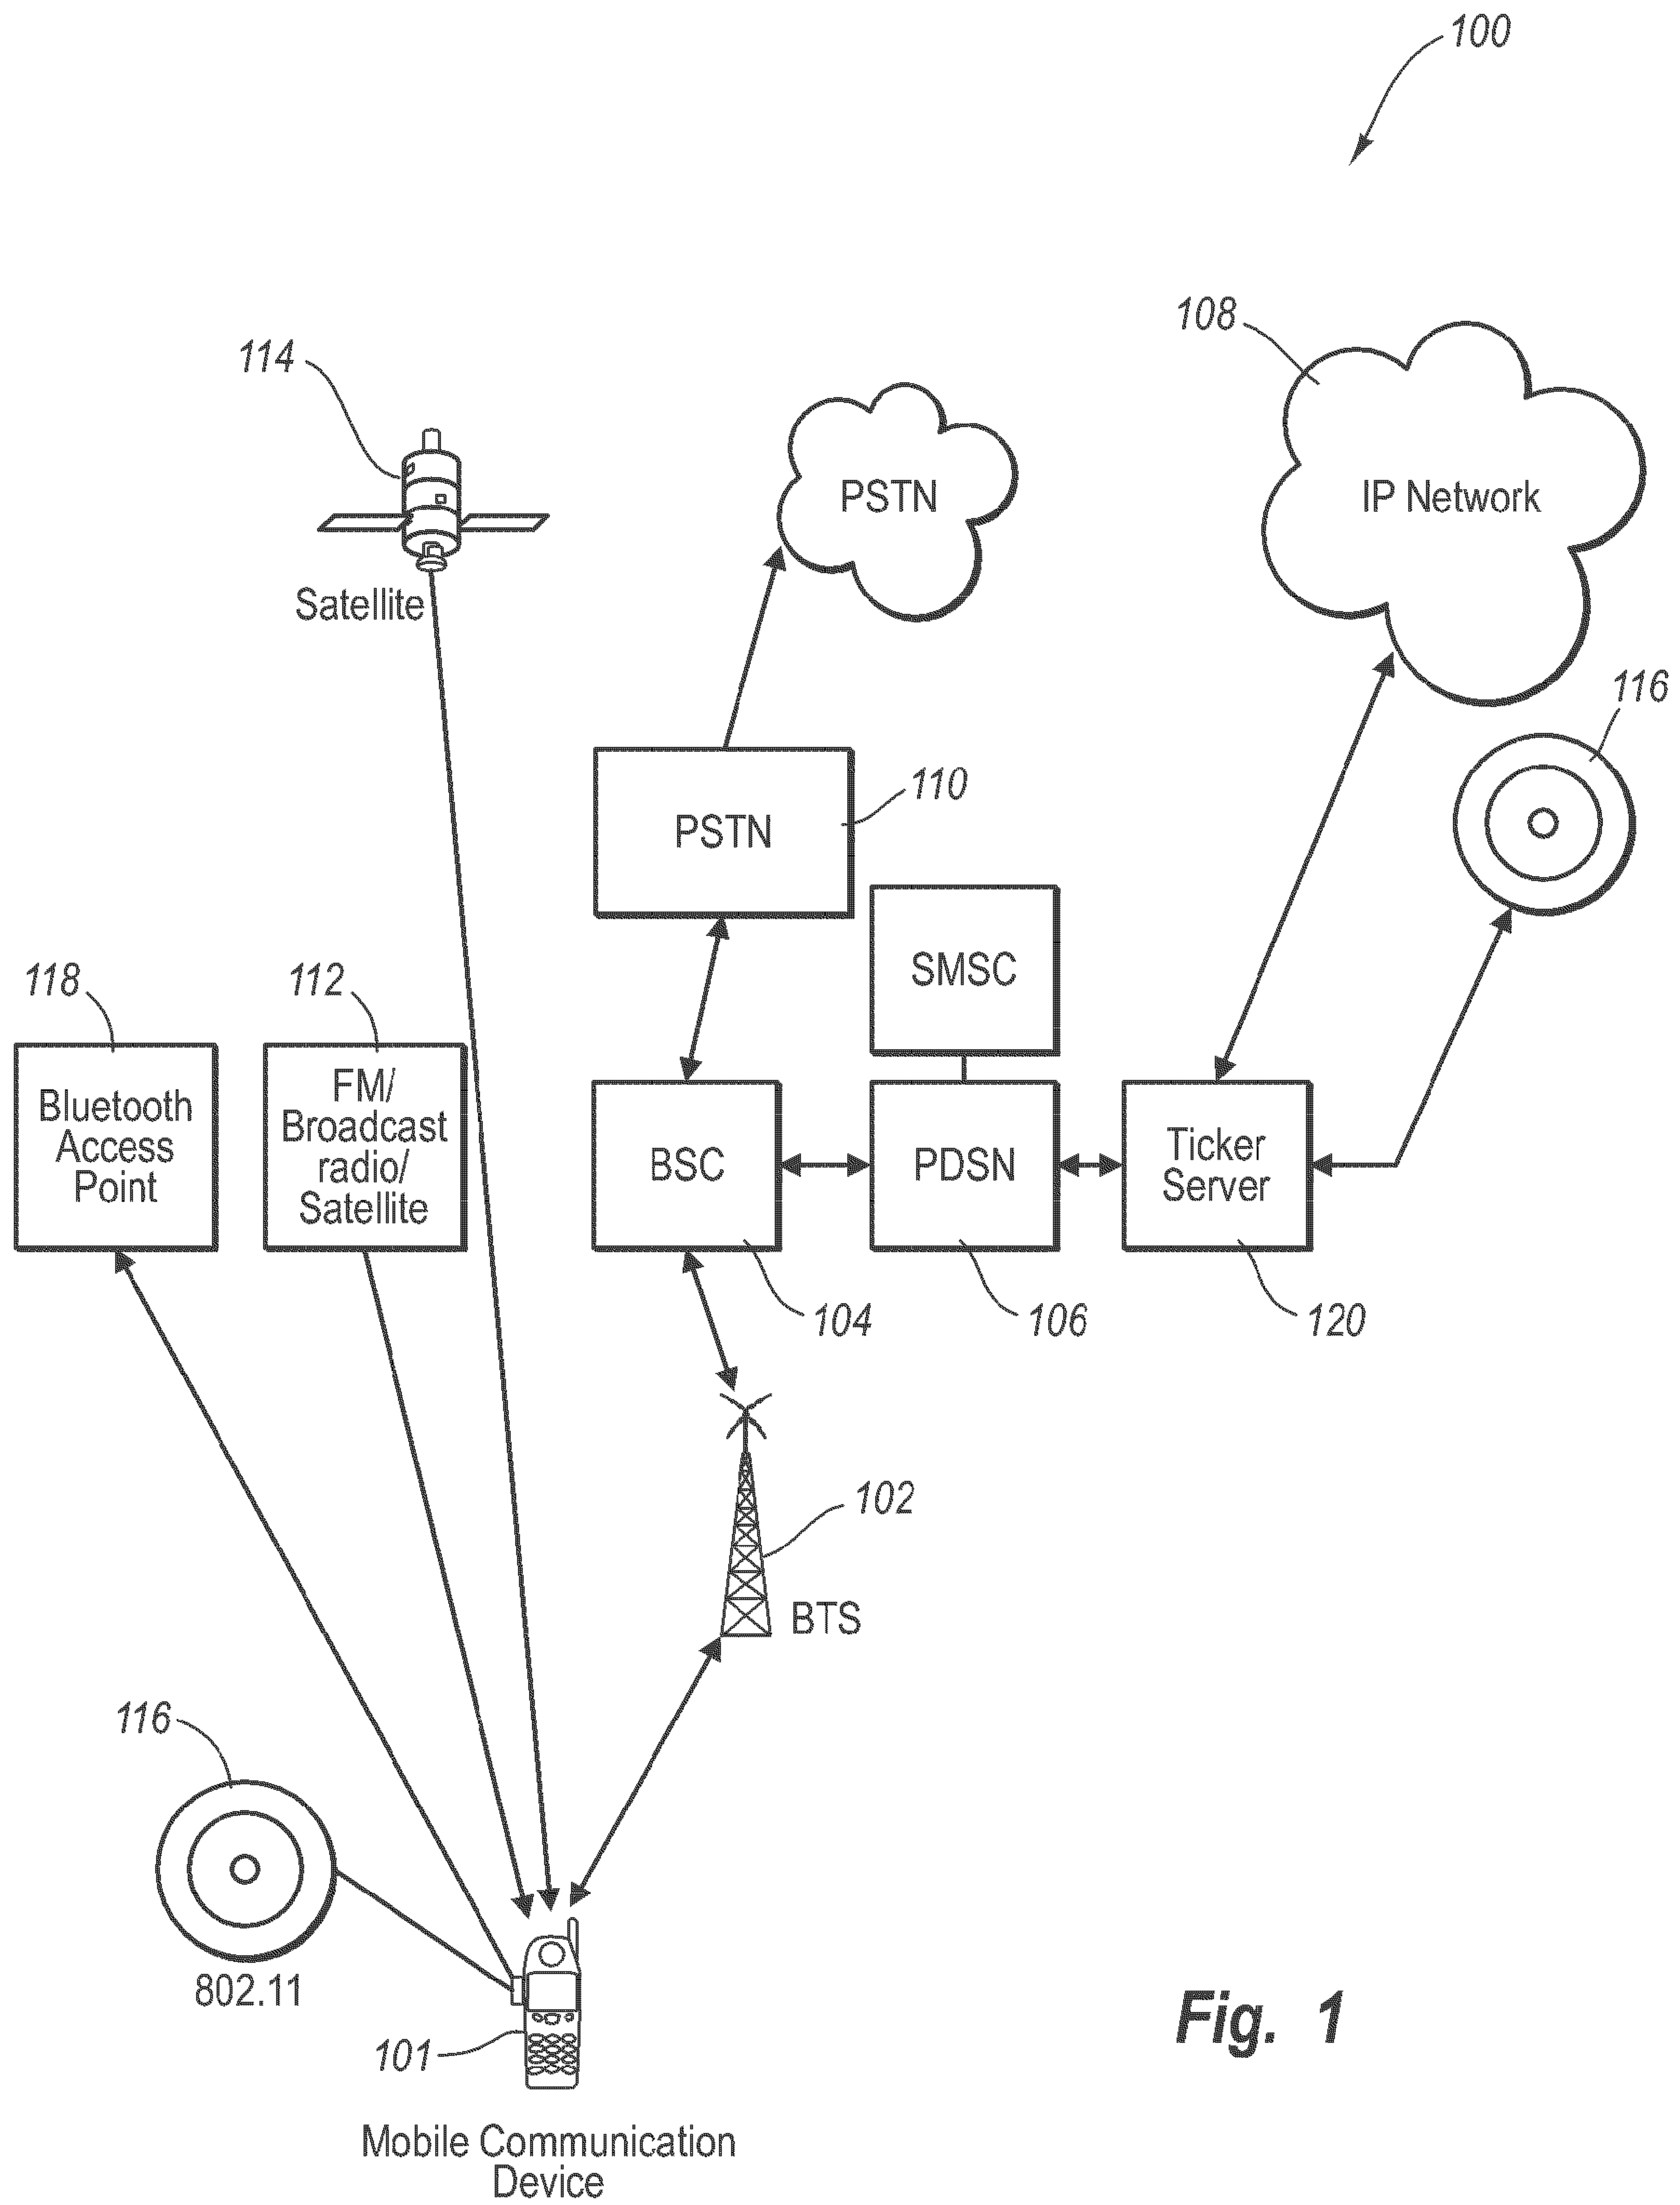 100
108
114
PSTN
IP Network
Satellite
116
110
PSTN
SMSC
118
112
Bluetooth
Access
Point
FM/
Broadcast
radio/
Satellite
BSC
PDSN
Ticker
Server
104
106
120
102
BTS
116
802.11
101
Mobile Communication
Device
Fig. 1